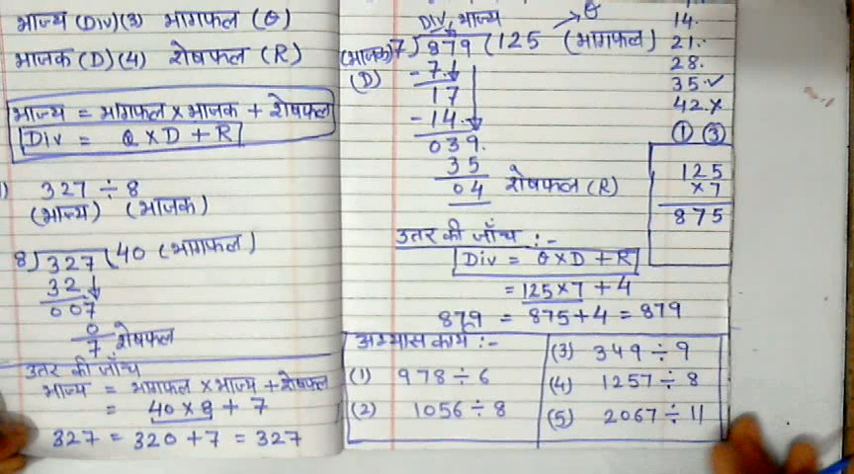 भाज्य (Div)(3) भागफल (Q)
भाजक (D)(4) शेषफल (R)
भाज्य = भागफल × भाजक + शेषफल
Div = Q × D + R
327 ÷ 8
(भाज्य) (भाजक)
8)327(40 (भागफल)
32↓
007
0
7 शेषफल
उतर की जाँच
भाज्य = भागफल × भाज्य + शेषफल
= 40 × 8 + 7
327 = 320 + 7 = 327
Div, भाज्य → Q
(भाजक) 7)879(125 (भागफल)
(D)
- 7↓
17
- 14
039
35
04 शेषफल (R)
उतर की जाँच :-
Div = Q × D + R
= 125 × 7 + 4
879 = 875 + 4 = 879
14.
21.
28.
35.✓
42.×
① ③
125
× 7
875
अभ्यास कार्य :-
(1) 978 ÷ 6
(2) 1056 ÷ 8
(3) 349 ÷ 9
(4) 1257 ÷ 8
(5) 2067 ÷ 11